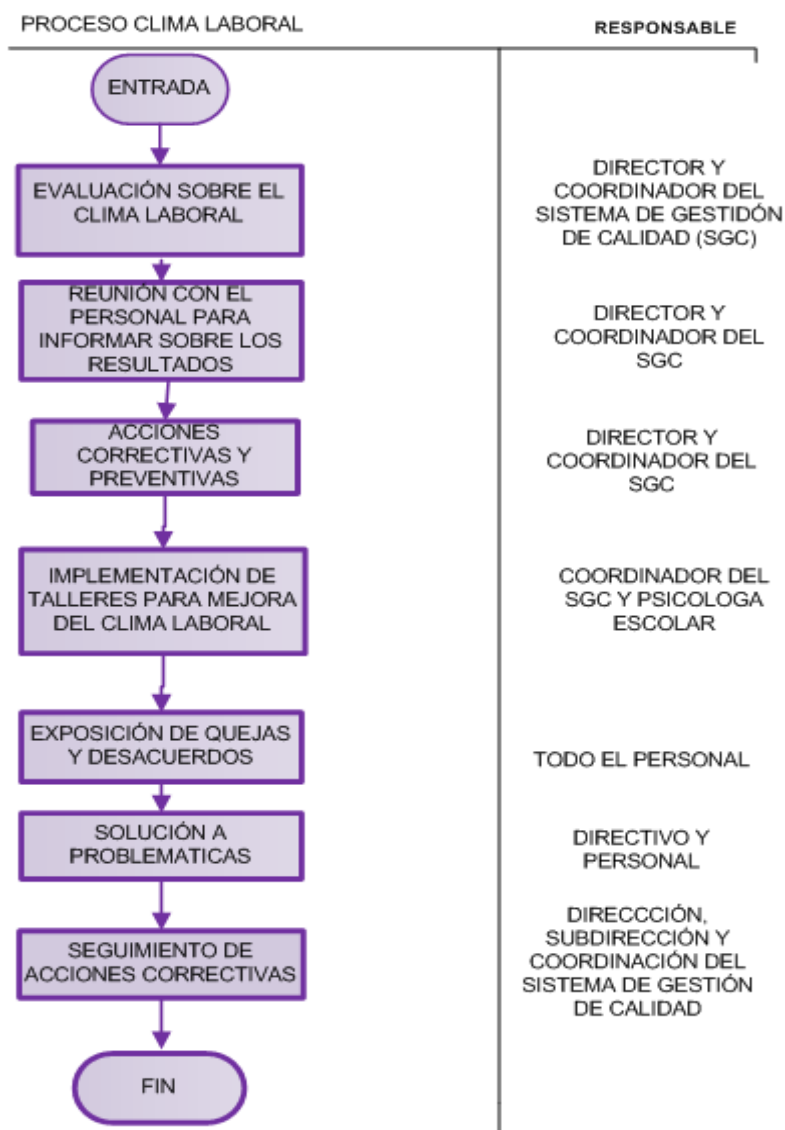 PROCESO CLIMA LABORAL
RESPONSABLE
ENTRADA
EVALUACIÓN SOBRE EL
CLIMA LABORAL
DIRECTOR Y
COORDINADOR DEL
SISTEMA DE GESTIDÓN
DE CALIDAD (SGC)
REUNIÓN CON EL
PERSONAL PARA
INFORMAR SOBRE LOS
RESULTADOS
DIRECTOR Y
COORDINADOR DEL
SGC
ACCIONES
CORRECTIVAS Y
PREVENTIVAS
DIRECTOR Y
COORDINADOR DEL
SGC
IMPLEMENTACIÓN DE
TALLERES PARA MEJORA
DEL CLIMA LABORAL
COORDINADOR DEL
SGC Y PSICOLOGA
ESCOLAR
EXPOSICIÓN DE QUEJAS
Y DESACUERDOS
TODO EL PERSONAL
SOLUCIÓN A
PROBLEMATICAS
DIRECTIVO Y
PERSONAL
SEGUIMIENTO DE
ACCIONES CORRECTIVAS
DIRECCCIÓN,
SUBDIRECCIÓN Y
COORDINACIÓN DEL
SISTEMA DE GESTIÓN
DE CALIDAD
FIN